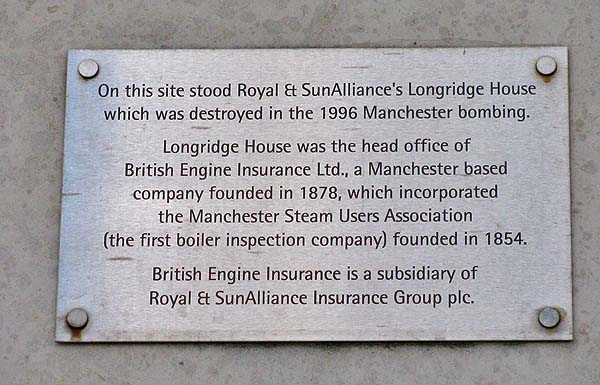 On this site stood Royal & SunAlliance's Longridge House
which was destroyed in the 1996 Manchester bombing.
Longridge House was the head office of
British Engine Insurance Ltd., a Manchester based
company founded in 1878, which incorporated
the Manchester Steam Users Association
(the first boiler inspection company) founded in 1854.
British Engine Insurance is a subsidiary of
Royal & SunAlliance Insurance Group plc.